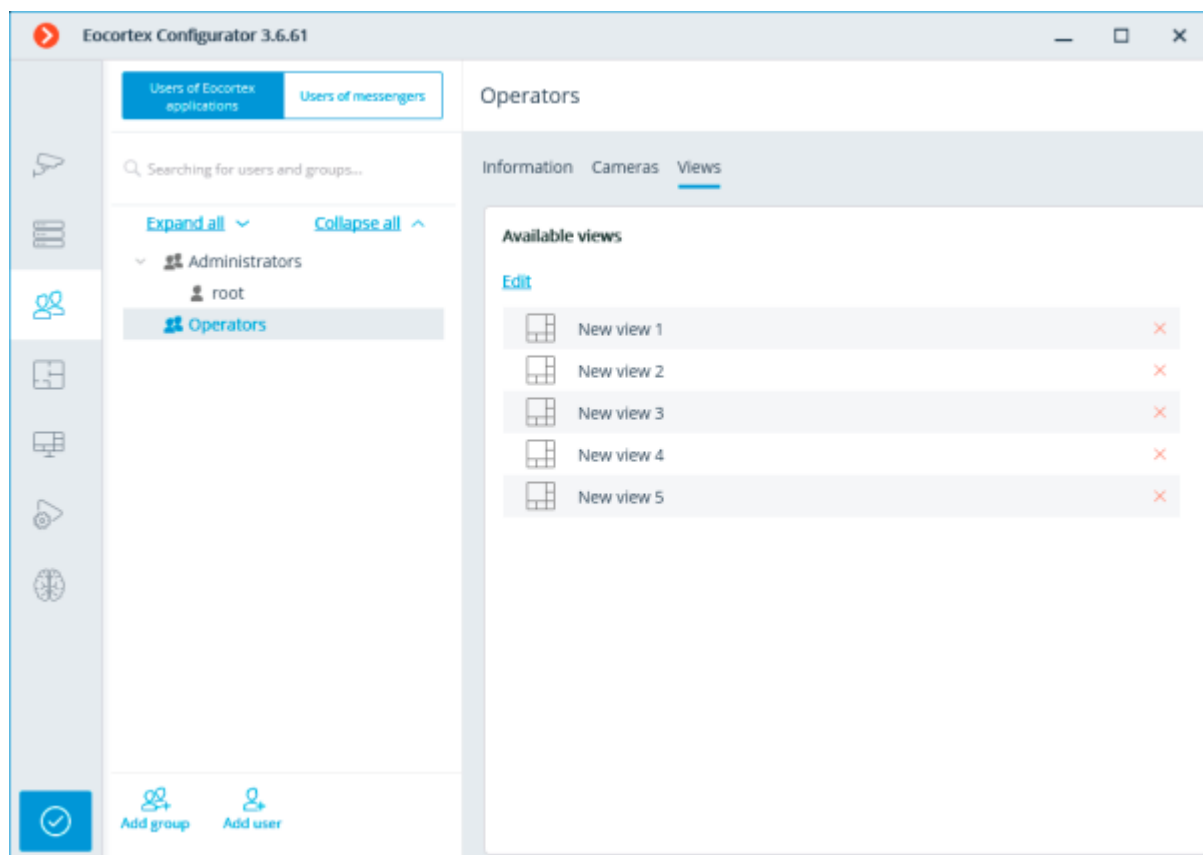 Eocortex Configurator 3.6.61
Users of Eocortex
applications
Users of messengers
Searching for users and groups...
Expand all
Collapse all
Administrators
root
Operators
Add group
Add user
Operators
Information Cameras Views
Available views
Edit
New view 1
New view 2
New view 3
New view 4
New view 5